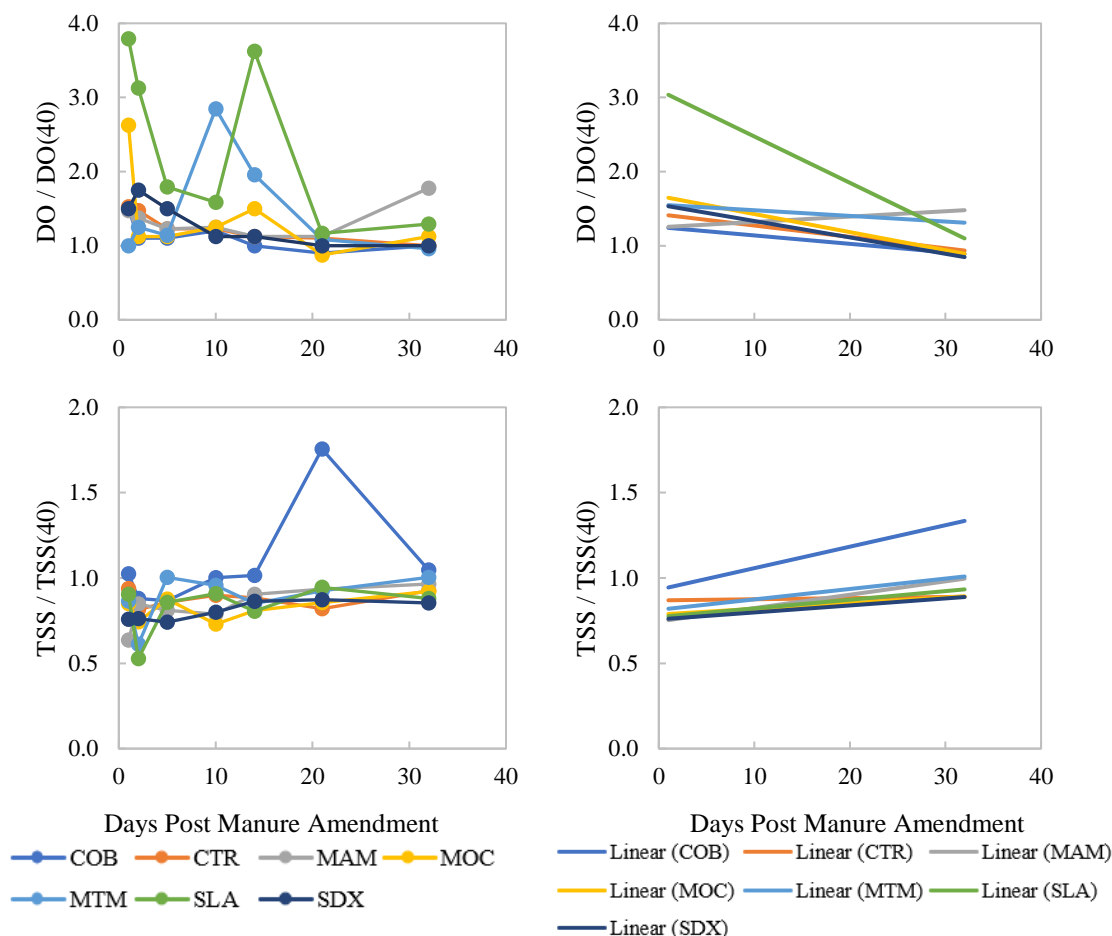 DO / DO(40)
4.0
3.0
2.0
1.0
0.0
0 10 20 30 40
DO / DO(40)
4.0
3.0
2.0
1.0
0.0
0 10 20 30 40
TSS / TSS(40)
2.0
1.5
1.0
0.5
0.0
0 10 20 30 40
Days Post Manure Amendment
TSS / TSS(40)
2.0
1.5
1.0
0.5
0.0
0 10 20 30 40
Days Post Manure Amendment
COB CTR MAM MOC
MTM SLA SDX
Linear (COB) Linear (CTR) Linear (MAM)
Linear (MOC) Linear (MTM) Linear (SLA)
Linear (SDX)